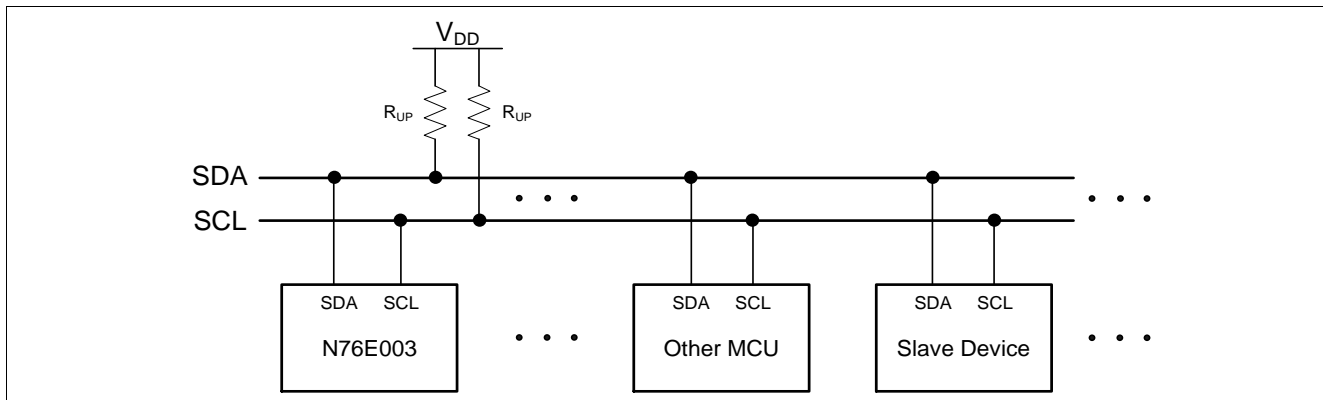 VDD
RUP RUP
SDA
SCL
SDA SCL SDA SCL SDA SCL
N76E003 Other MCU Slave Device